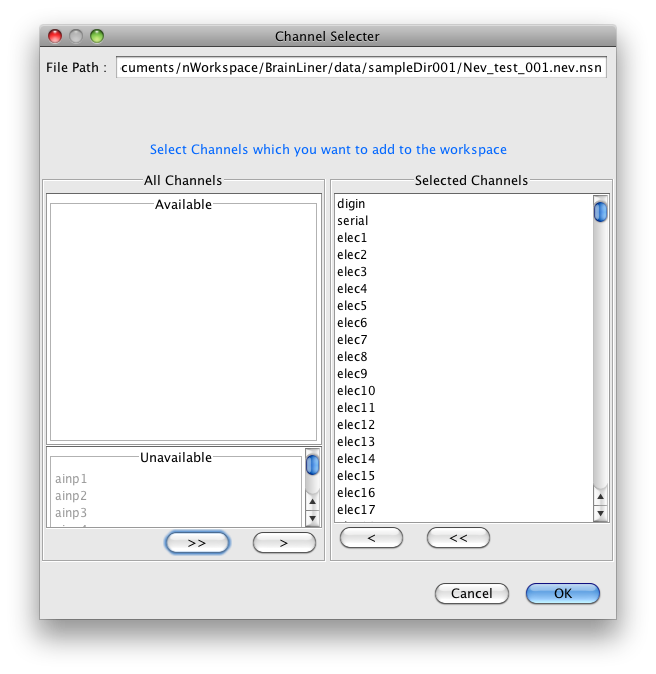 Channel Selecter
File Path : cuments/nWorkspace/BrainLiner/data/sampleDir001/Nev_test_001.nev.nsn
Select Channels which you want to add to the workspace
All Channels
Available
Unavailable
ainp1
ainp2
ainp3
>>
>
Selected Channels
digin
serial
elec1
elec2
elec3
elec4
elec5
elec6
elec7
elec8
elec9
elec10
elec11
elec12
elec13
elec14
elec15
elec16
elec17
<
<<
Cancel
OK